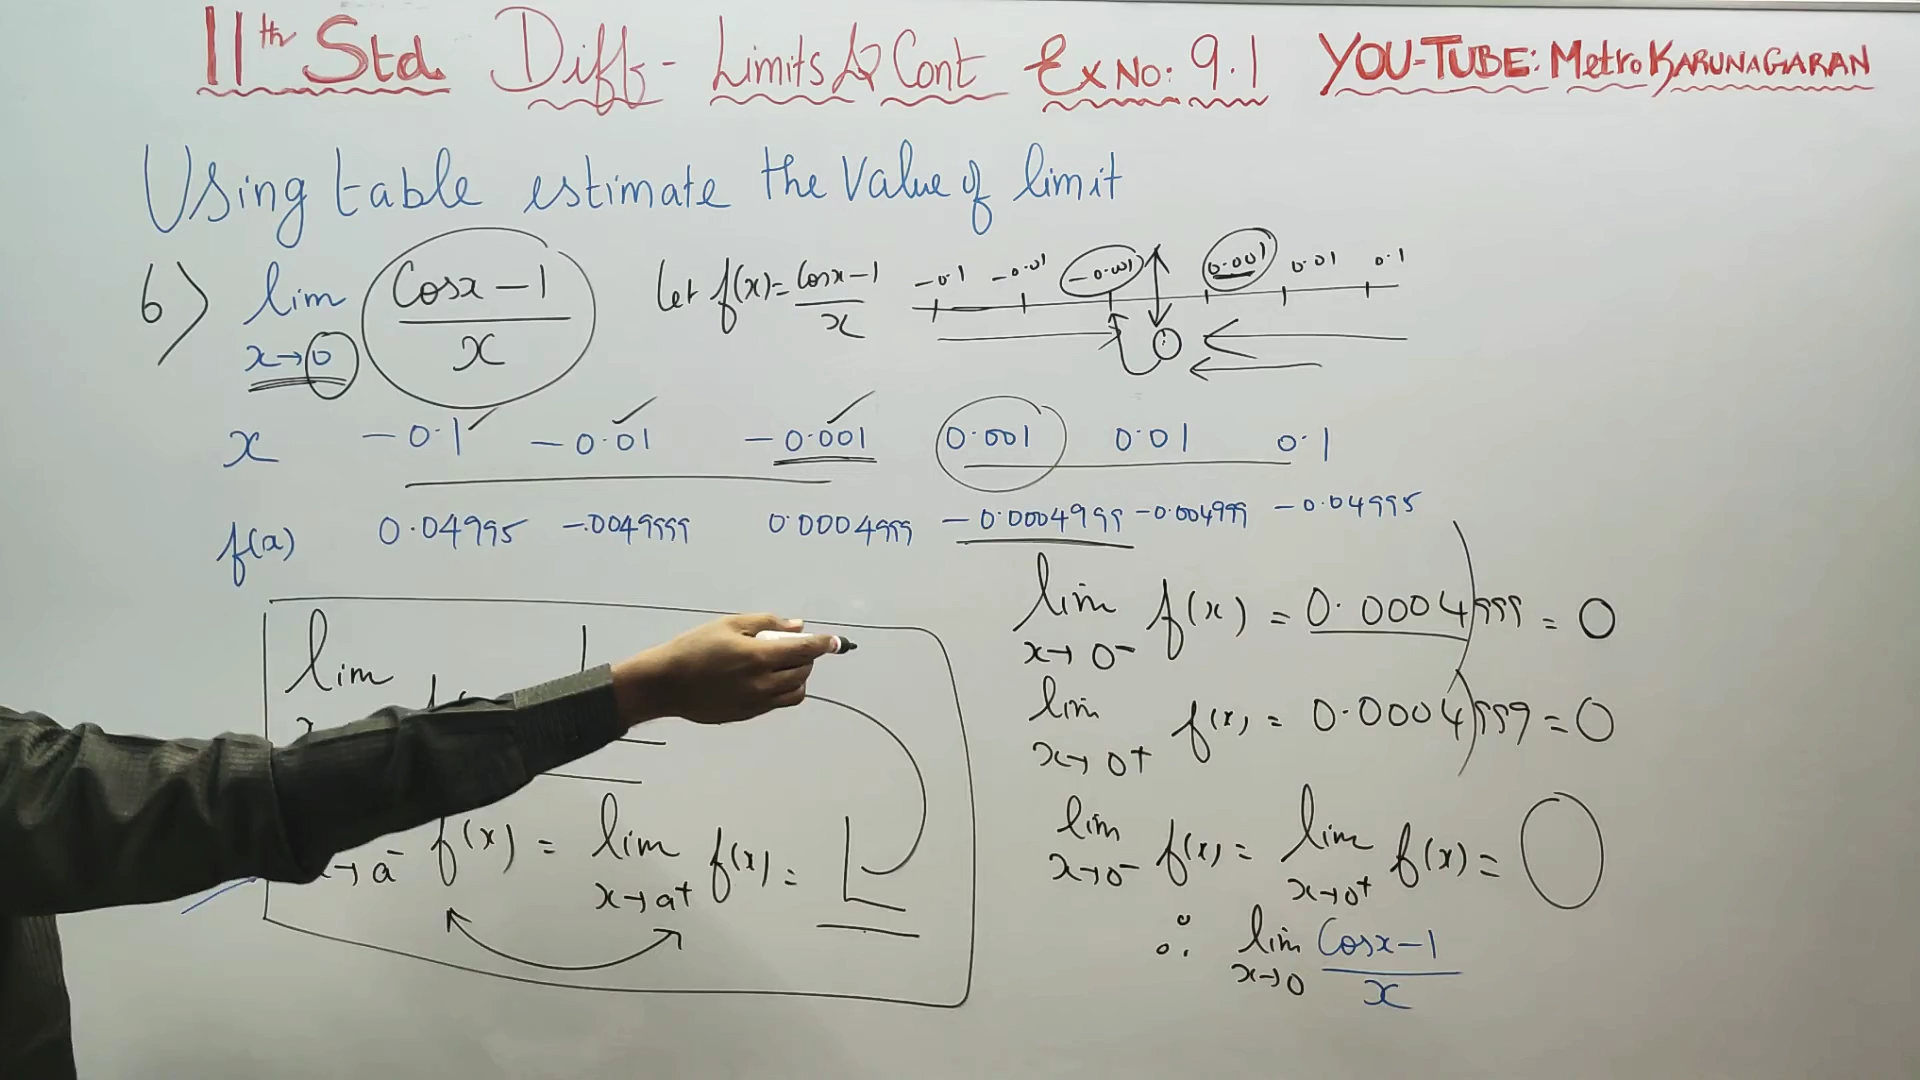 11th Std Diff- Limits & Cont Ex No: 9.1 YOU-TUBE: Metro KARUNAGARAN
Using table estimate the Value of limit
6) lim x→0 Cosx-1/x Let f(x)= Cosx-1/x -0.1 -0.01 -0.001 0.001 0.01 0.1
0
x -0.1 -0.01 -0.001 0.001 0.01 0.1
f(x) 0.04995 -.0049999 0.0004999 -0.0004999 -0.004999 -0.04995
lim x→0- f(x) = 0.0004999 = 0
lim
lim x→0+ f(x) = 0.0004999 = 0
x→a- f(x) = lim x→a+ f(x) = L
lim x→0- f(x) = lim x→0+ f(x) = 0
∴ lim x→0 Cosx-1/x